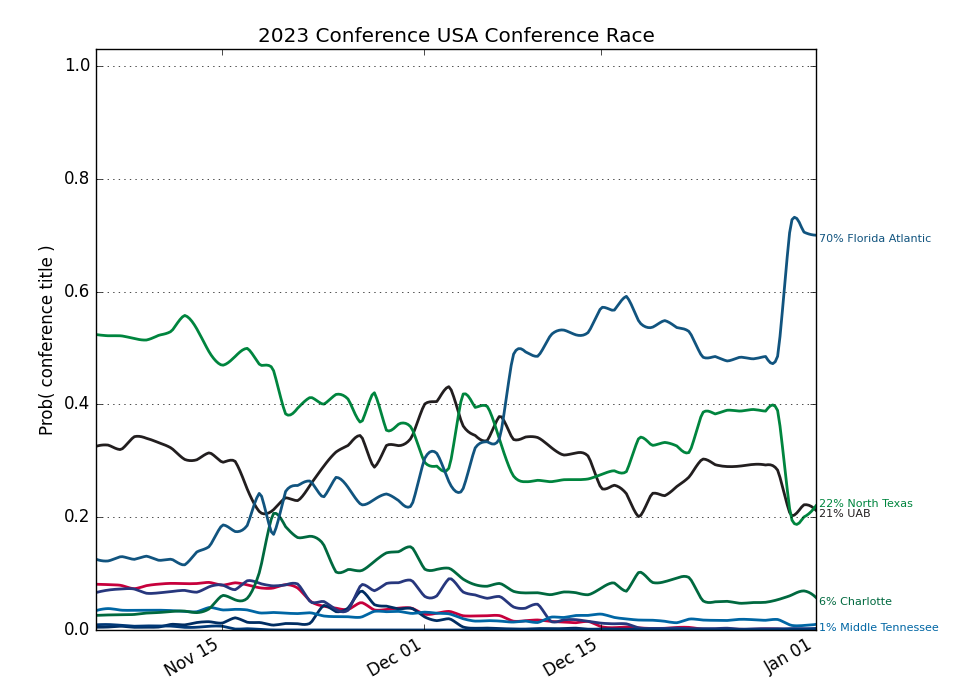 2023 Conference USA Conference Race
1.0
0.8
0.6
0.4
0.2
0.0
Prob( conference title )
70% Florida Atlantic
22% North Texas
21% UAB
6% Charlotte
1% Middle Tennessee
Nov 15
Dec 01
Dec 15
Jan 01